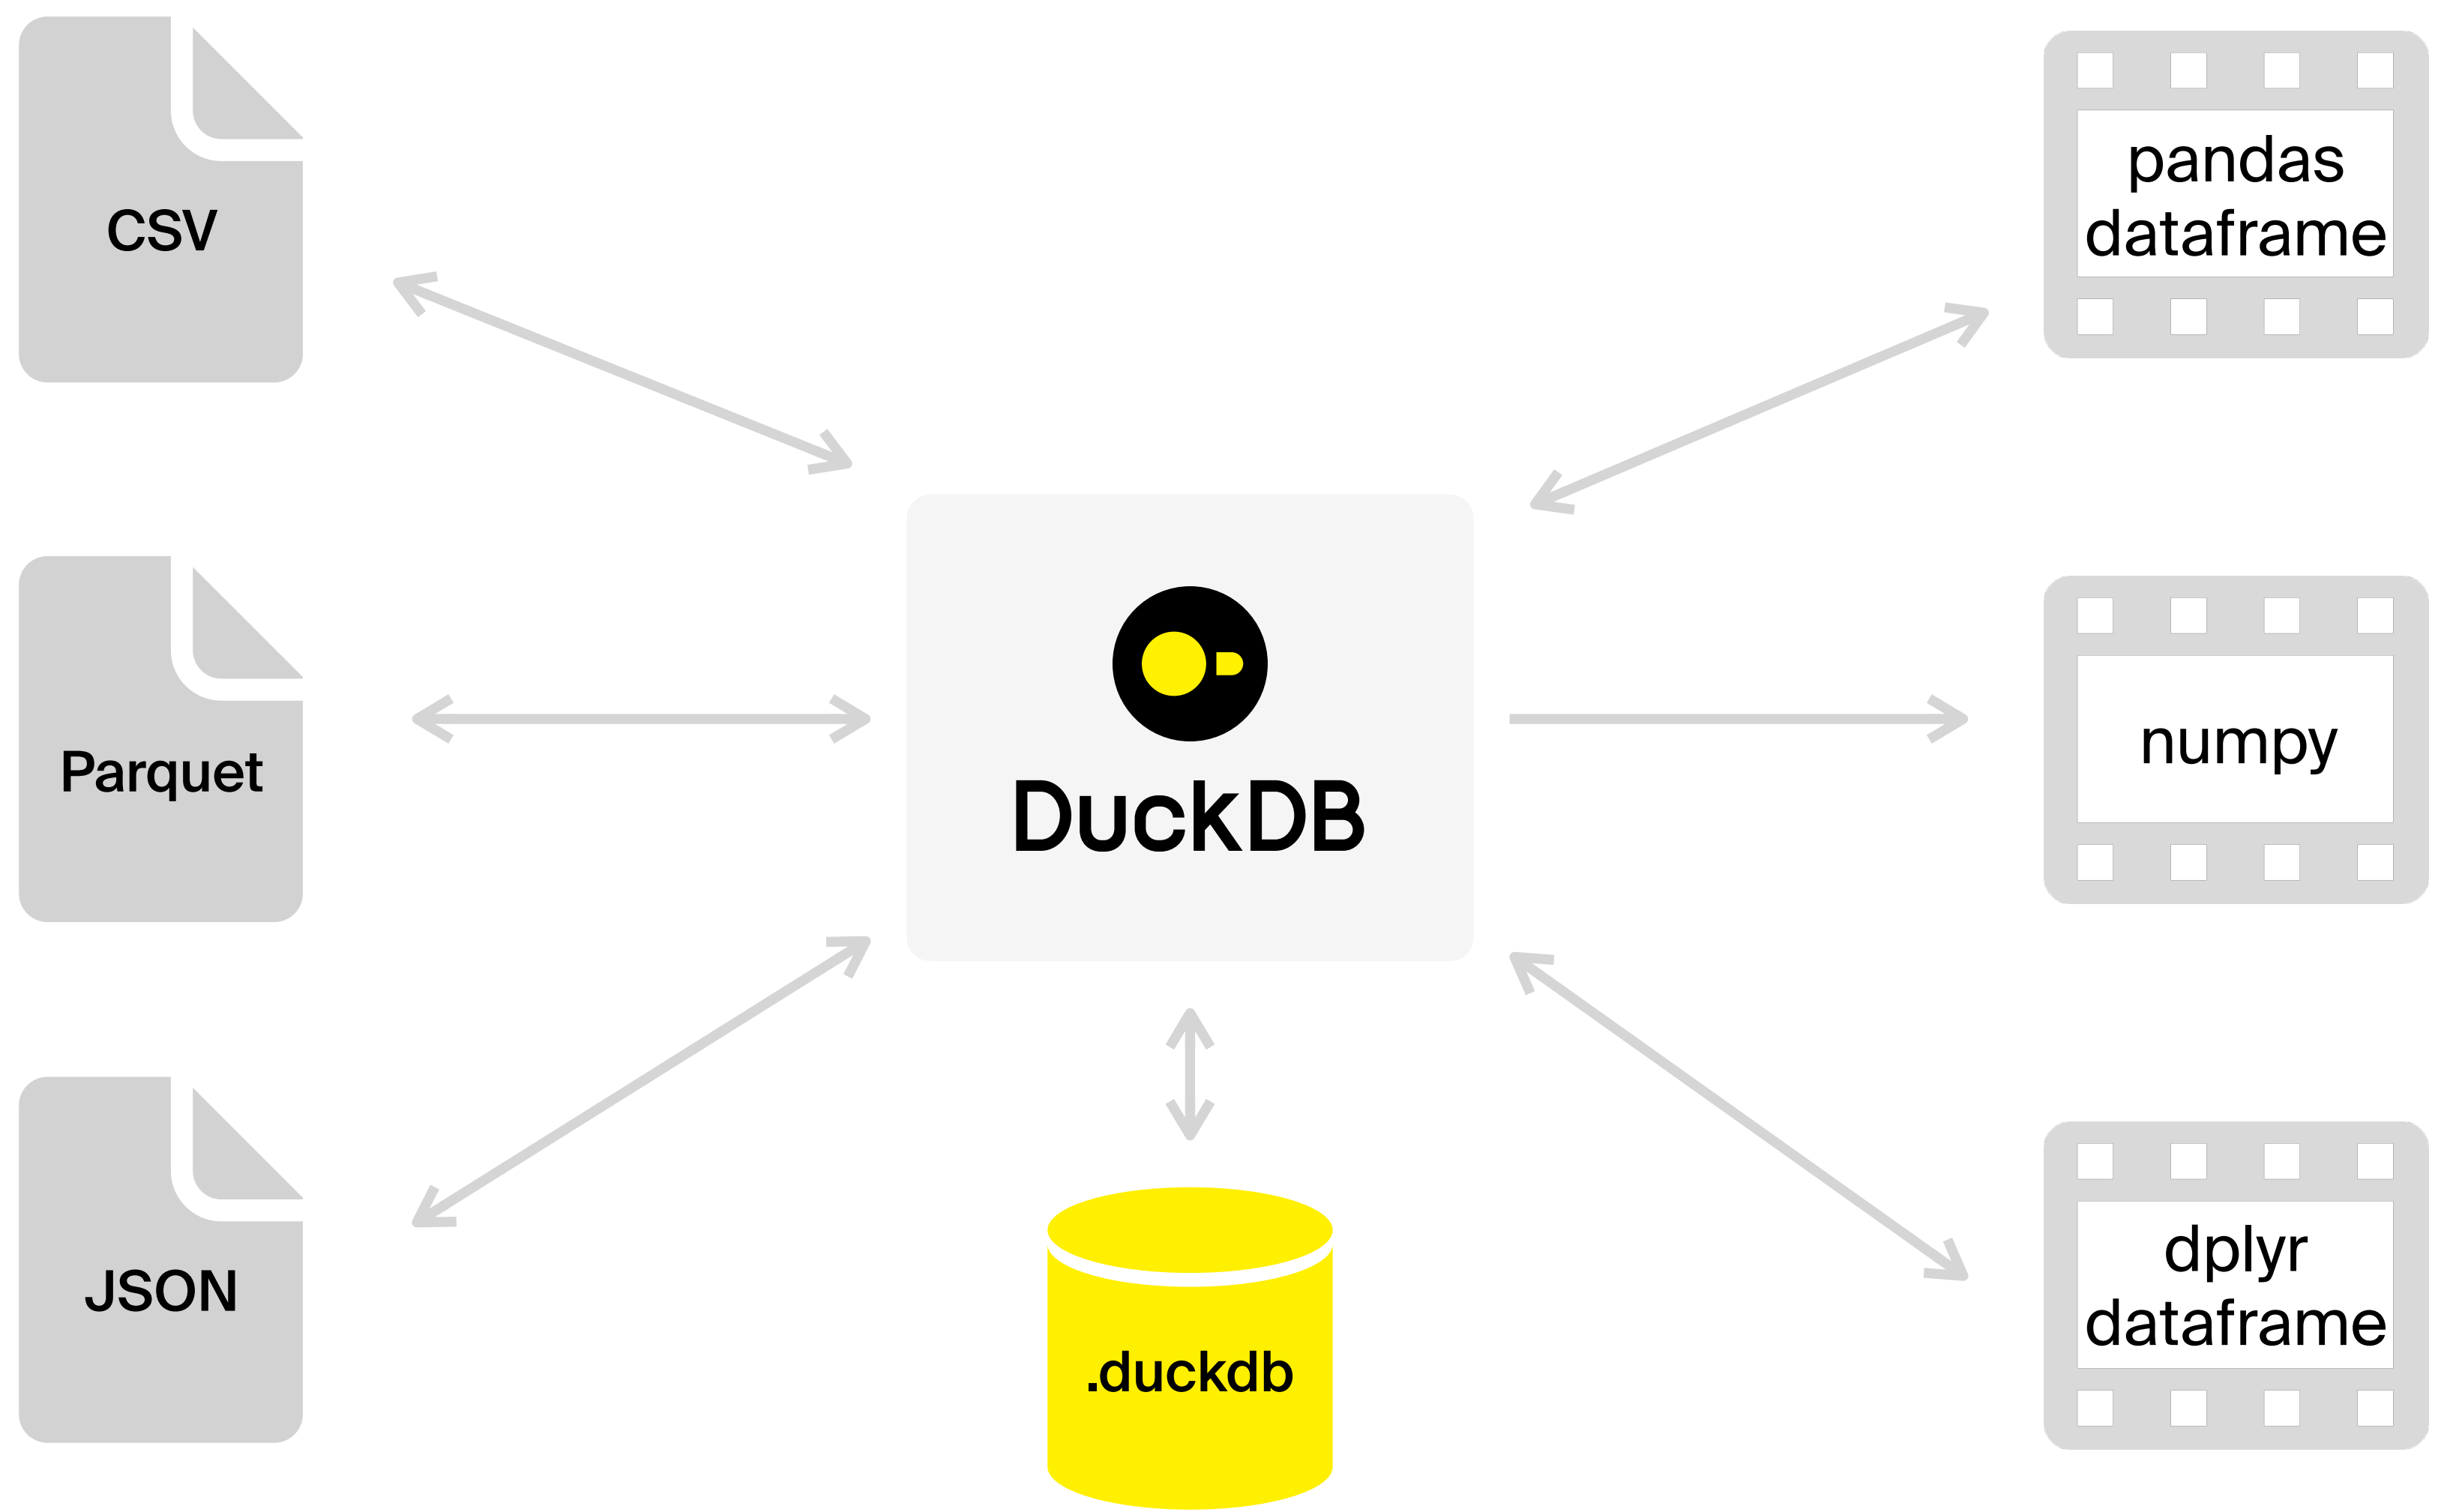 CSV
Parquet
JSON
DuckDB
.duckdb
pandas
dataframe
numpy
dplyr
dataframe